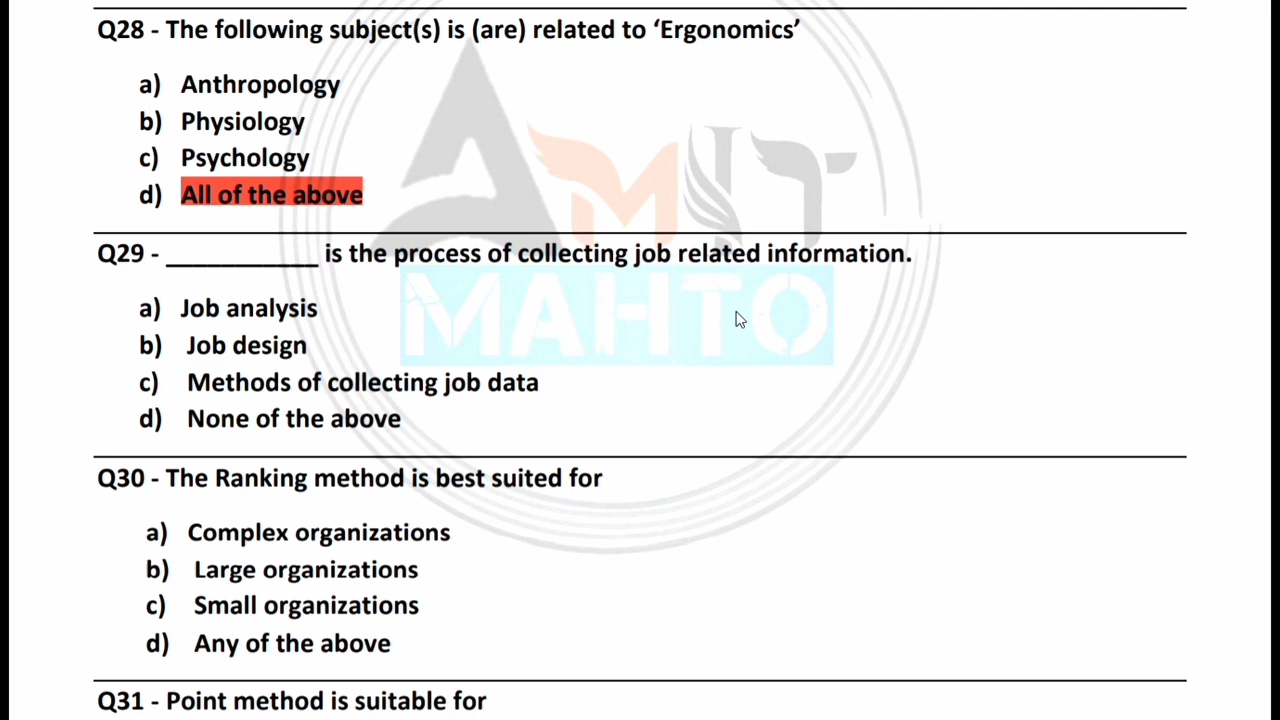 Q28 - The following subject(s) is (are) related to ‘Ergonomics’
a) Anthropology
b) Physiology
c) Psychology
d) All of the above
Q29 - ___________ is the process of collecting job related information.
a) Job analysis
b) Job design
c) Methods of collecting job data
d) None of the above
Q30 - The Ranking method is best suited for
a) Complex organizations
b) Large organizations
c) Small organizations
d) Any of the above
Q31 - Point method is suitable for
AMIT
MAHTO